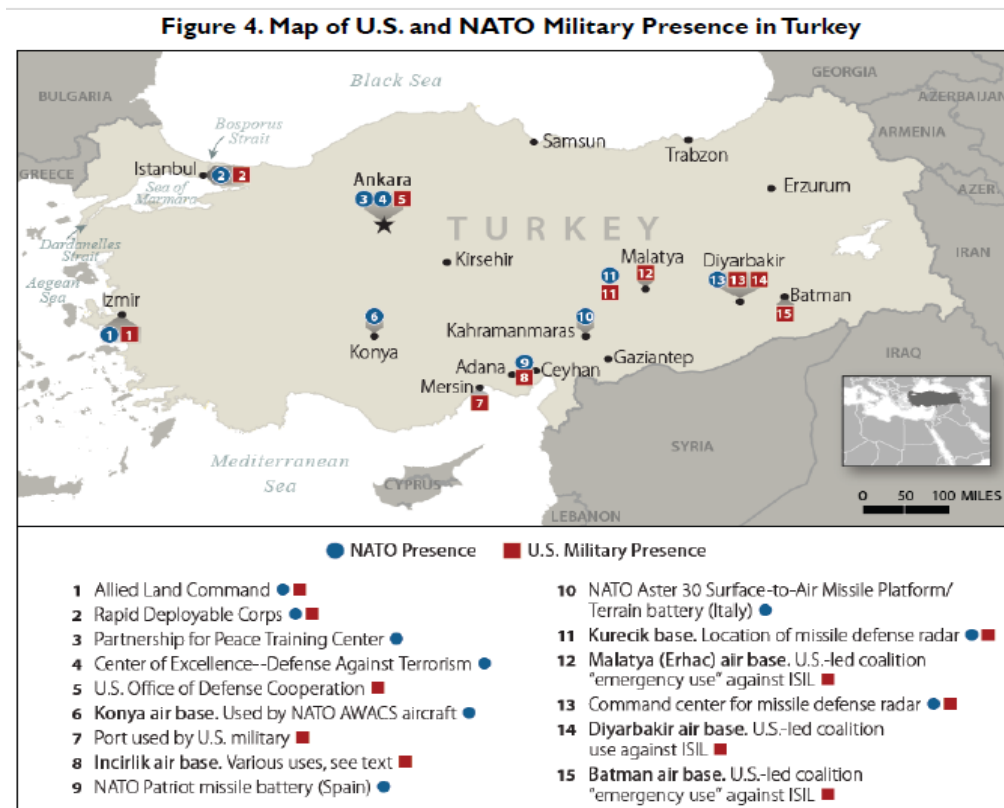 Figure 4. Map of U.S. and NATO Military Presence in Turkey
BULGARIA
Black Sea
GEORGIA
AZERBAIJAN
Bosporus
Strait
ARMENIA
GREECE
Istanbul
2 2
Samsun
Trabzon
Sea of
Marmara
Ankara
3 4 5
Erzurum
AZER.
TURKEY
Dardanelles
Strait
IRAN
Aegean
Sea
Kirsehir
Malatya
12
11
11
Diyarbakir
13 13 14
Batman
15
Izmir
1 1
6
Konya
10
Kahramanmaras
Adana
9
8
Ceyhan
Gaziantep
IRAQ
Mersin
7
SYRIA
Mediterranean
Sea
CYPRUS
LEBANON
0 50 100 MILES
NATO Presence
U.S. Military Presence
1 Allied Land Command
2 Rapid Deployable Corps
3 Partnership for Peace Training Center
4 Center of Excellence--Defense Against Terrorism
5 U.S. Office of Defense Cooperation
6 Konya air base. Used by NATO AWACS aircraft
7 Port used by U.S. military
8 Incirlik air base. Various uses, see text
9 NATO Patriot missile battery (Spain)
10 NATO Aster 30 Surface-to-Air Missile Platform/
Terrain battery (Italy)
11 Kurecik base. Location of missile defense radar
12 Malatya (Erhac) air base. U.S.-led coalition
"emergency use" against ISIL
13 Command center for missile defense radar
14 Diyarbakir air base. U.S.-led coalition
use against ISIL
15 Batman air base. U.S.-led coalition
"emergency use" against ISIL